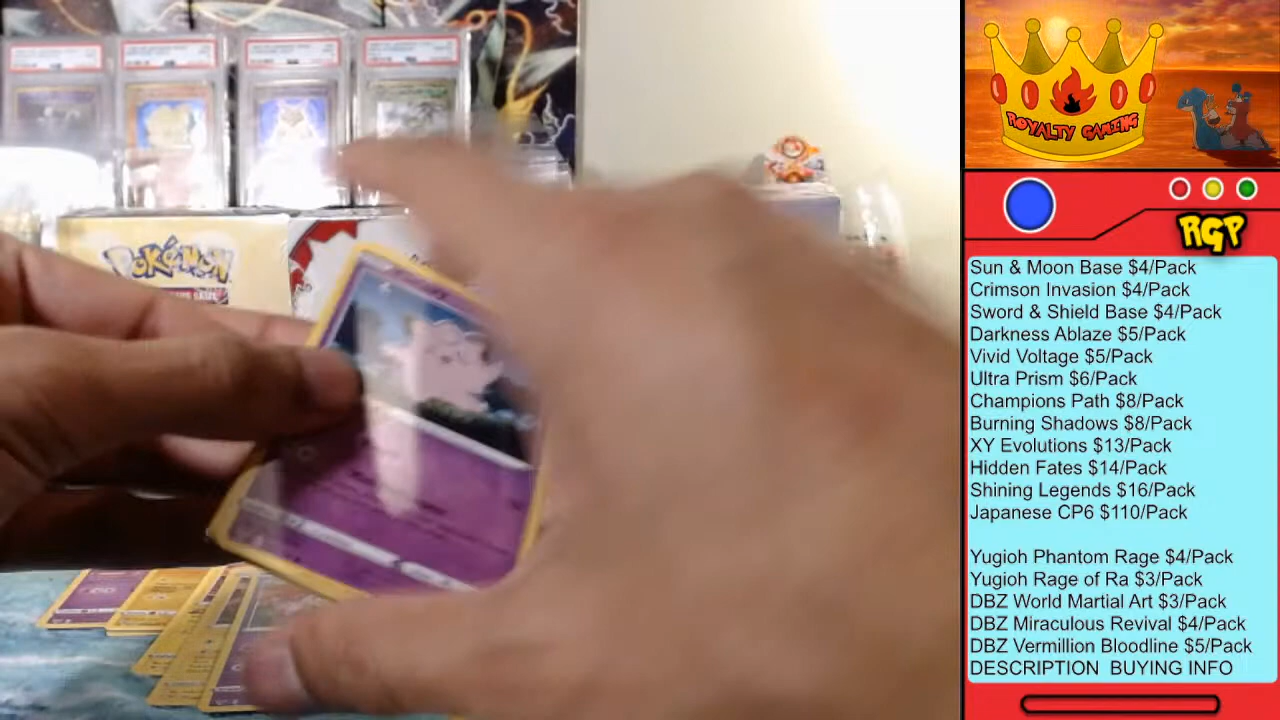 POKéMON
ROYALTY GAMING
RGP
Sun & Moon Base $4/Pack
Crimson Invasion $4/Pack
Sword & Shield Base $4/Pack
Darkness Ablaze $5/Pack
Vivid Voltage $5/Pack
Ultra Prism $6/Pack
Champions Path $8/Pack
Burning Shadows $8/Pack
XY Evolutions $13/Pack
Hidden Fates $14/Pack
Shining Legends $16/Pack
Japanese CP6 $110/Pack
Yugioh Phantom Rage $4/Pack
Yugioh Rage of Ra $3/Pack
DBZ World Martial Art $3/Pack
DBZ Miraculous Revival $4/Pack
DBZ Vermillion Bloodline $5/Pack
DESCRIPTION BUYING INFO